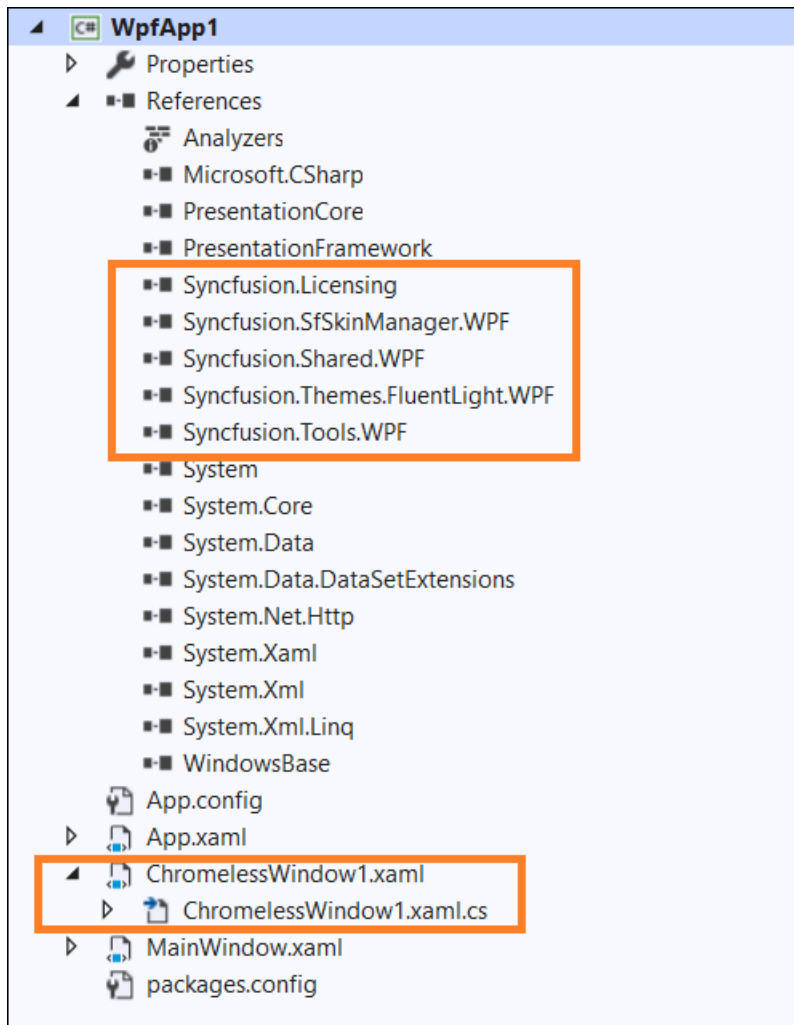 C# WpfApp1
Properties
References
Analyzers
Microsoft.CSharp
PresentationCore
PresentationFramework
Syncfusion.Licensing
Syncfusion.SfSkinManager.WPF
Syncfusion.Shared.WPF
Syncfusion.Themes.FluentLight.WPF
Syncfusion.Tools.WPF
System
System.Core
System.Data
System.Data.DataSetExtensions
System.Net.Http
System.Xaml
System.Xml
System.Xml.Linq
WindowsBase
App.config
App.xaml
ChromelessWindow1.xaml
ChromelessWindow1.xaml.cs
MainWindow.xaml
packages.config